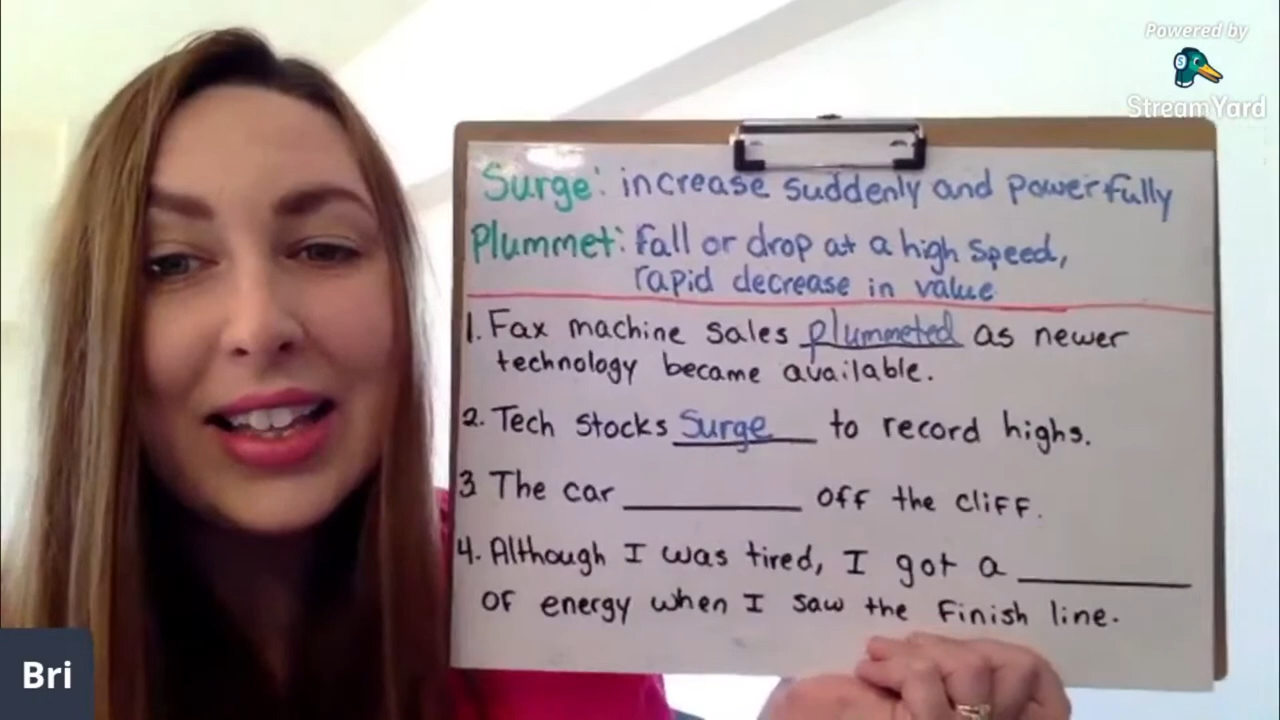 Powered by
StreamYard
Surge: increase suddenly and powerfully
Plummet: fall or drop at a high speed,
rapid decrease in value
1. Fax machine sales plummeted as newer
technology became available.
2. Tech stocks Surge to record highs.
3 The car __________ off the cliff.
4. Although I was tired, I got a __________
of energy when I saw the finish line.
Bri